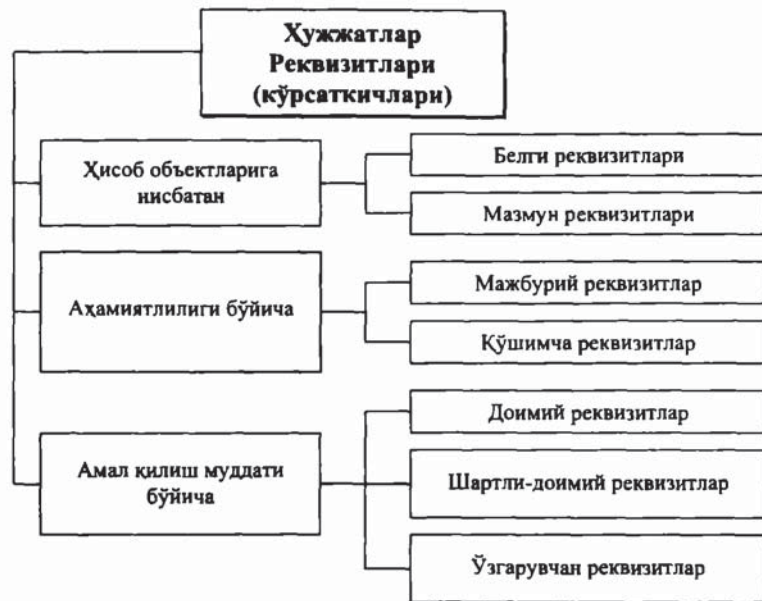 Ҳужжатлар
Реквизитлари
(кўрсаткичлари)
Ҳисоб объектларига
нисбатан
Белги реквизитлари
Мазмун реквизитлари
Аҳамиятлилиги бўйича
Мажбурий реквизитлар
Қўшимча реквизитлар
Амал қилиш муддати
бўйича
Доимий реквизитлар
Шартли-доимий реквизитлар
Ўзгарувчан реквизитлар